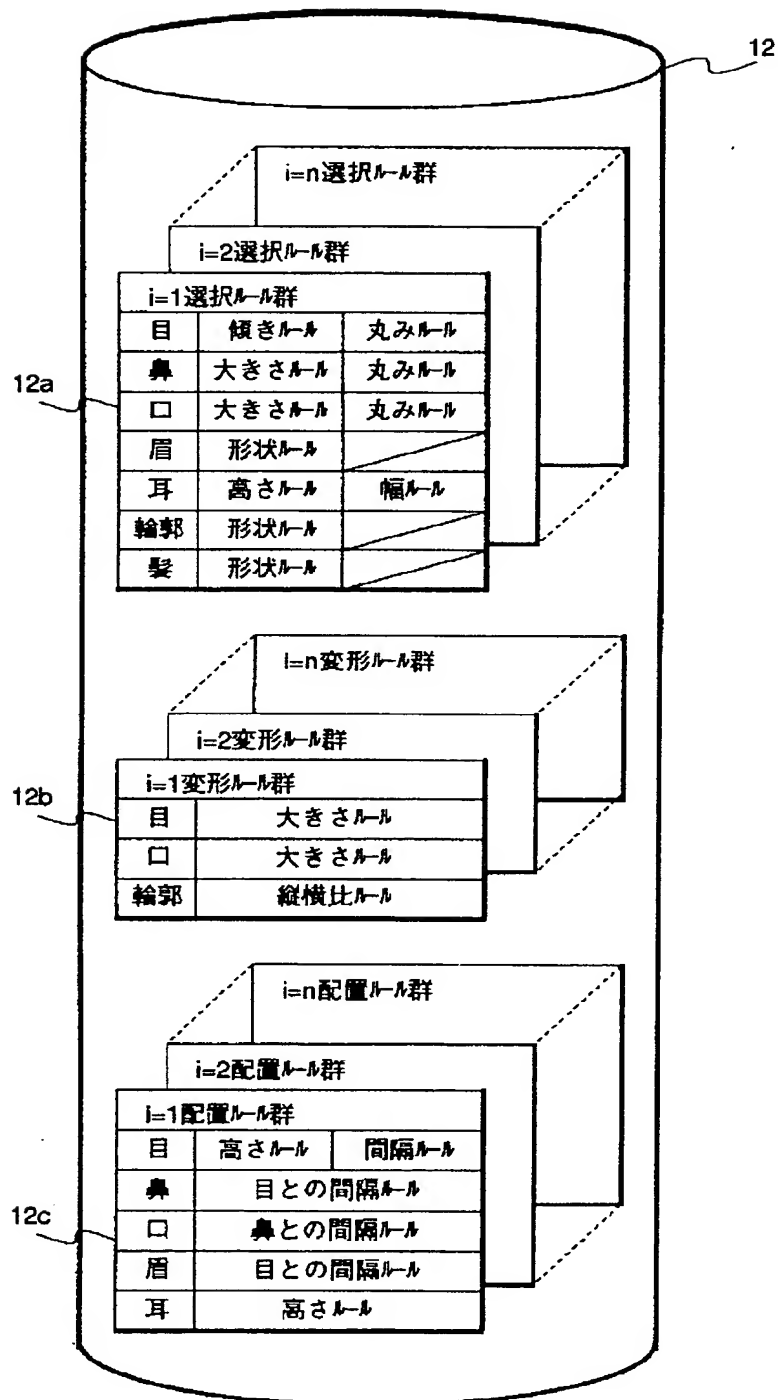 12
i=n選択ルール群
i=2選択ルール群
i=1選択ルール群
目 傾きルール 丸みルール
12a
鼻 大きさルール 丸みルール
口 大きさルール 丸みルール
眉 形状ルール
耳 高さルール 幅ルール
輪郭 形状ルール
髪 形状ルール
i=n変形ルール群
i=2変形ルール群
i=1変形ルール群
12b
目 大きさルール
口 大きさルール
輪郭 縦横比ルール
i=n配置ルール群
i=2配置ルール群
i=1配置ルール群
目 高さルール 間隔ルール
鼻 目との間隔ルール
12c
口 鼻との間隔ルール
眉 目との間隔ルール
耳 高さルール